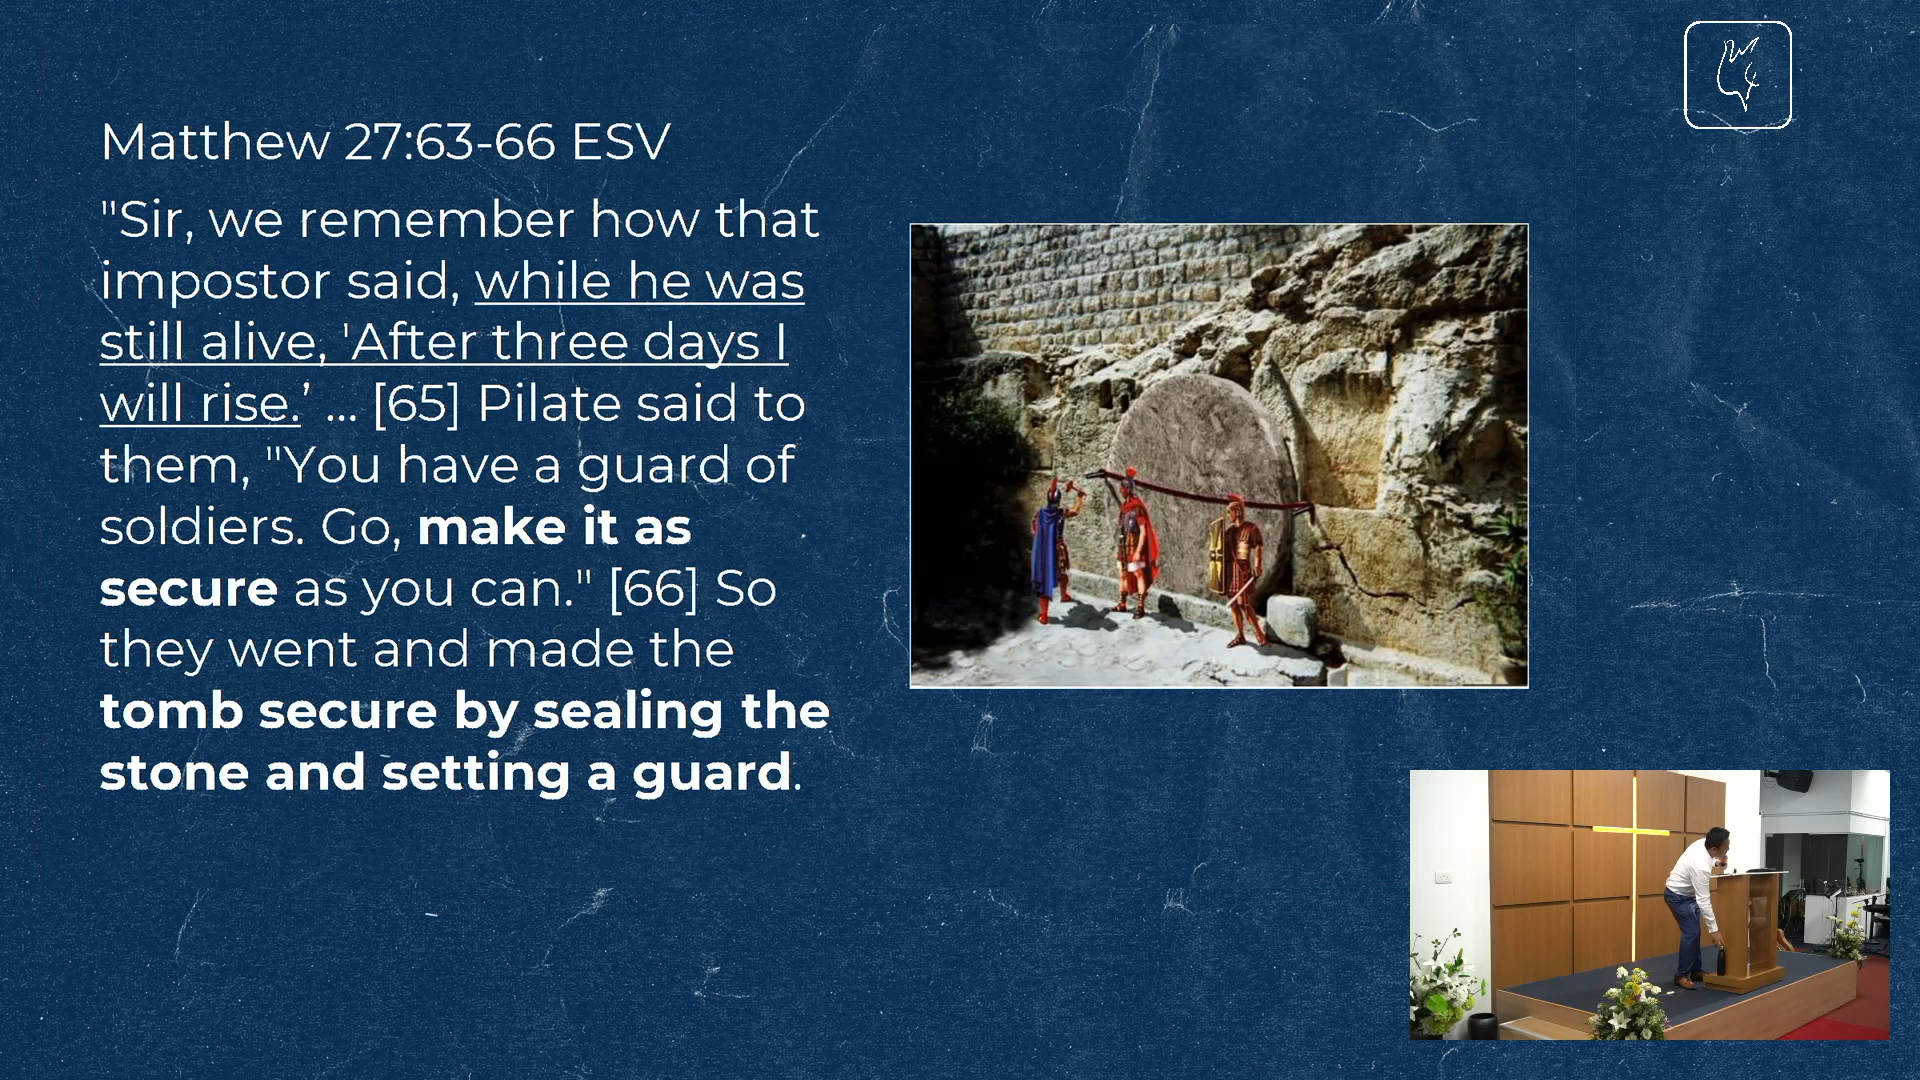 Matthew 27:63-66 ESV
"Sir, we remember how that
impostor said, while he was
still alive, 'After three days I
will rise.’ ... [65] Pilate said to
them, "You have a guard of
soldiers. Go, make it as
secure as you can." [66] So
they went and made the
tomb secure by sealing the
stone and setting a guard.